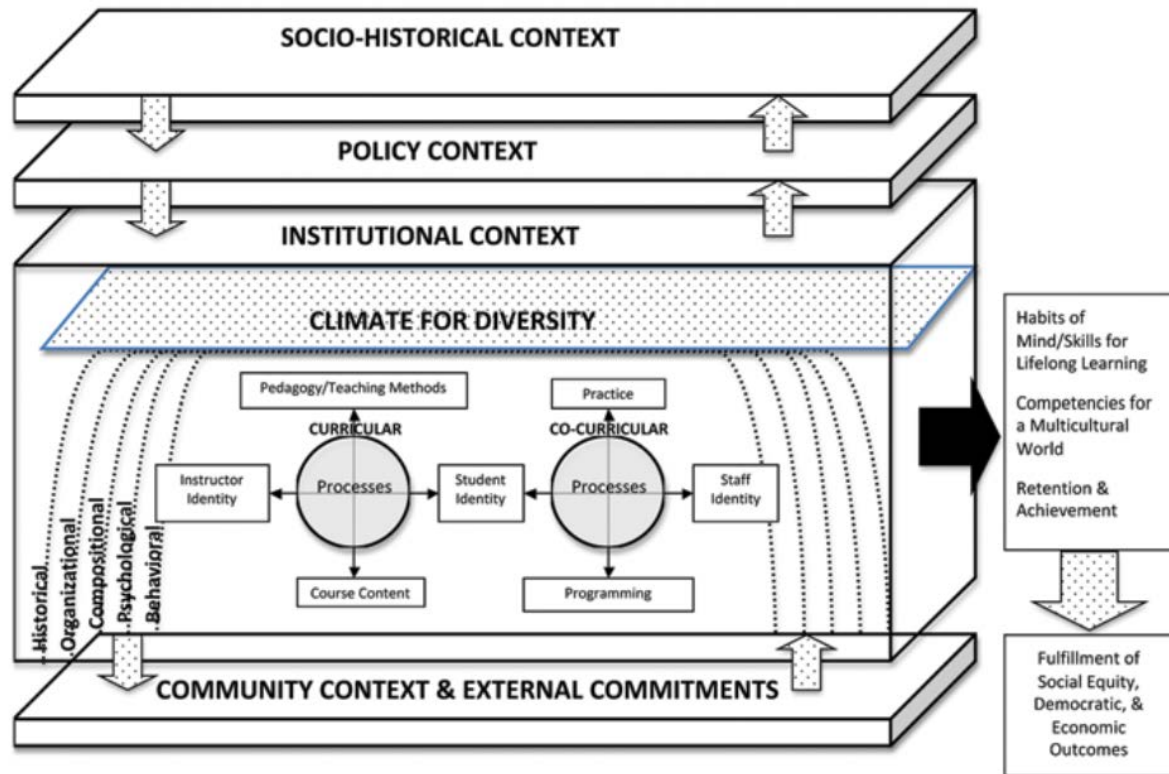 SOCIO-HISTORICAL CONTEXT
POLICY CONTEXT
INSTITUTIONAL CONTEXT
CLIMATE FOR DIVERSITY
Pedagogy/Teaching Methods
CURRICULAR
Processes
Instructor
Identity
Student
Identity
Course Content
Practice
CO-CURRICULAR
Processes
Staff
Identity
Programming
Historical
Organizational
Compositional
Psychological
Behavioral
COMMUNITY CONTEXT & EXTERNAL COMMITMENTS
Habits of
Mind/Skills for
Lifelong Learning
Competencies for
a Multicultural
World
Retention &
Achievement
Fulfillment of
Social Equity,
Democratic, &
Economic
Outcomes